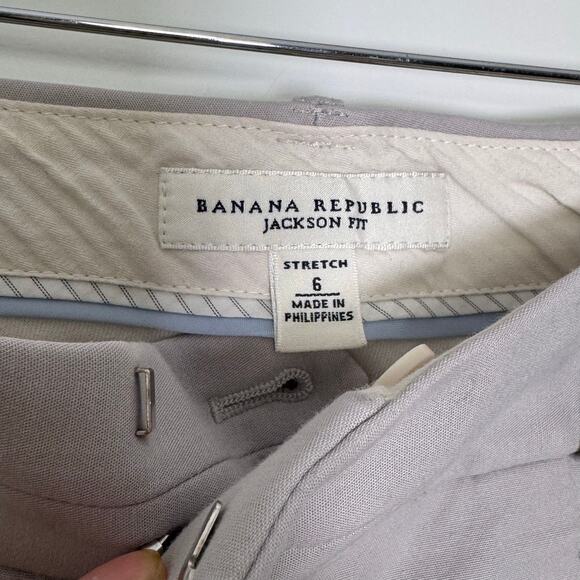 BANANA REPUBLIC
JACKSON FIT
STRETCH
6
MADE IN
PHILIPPINES